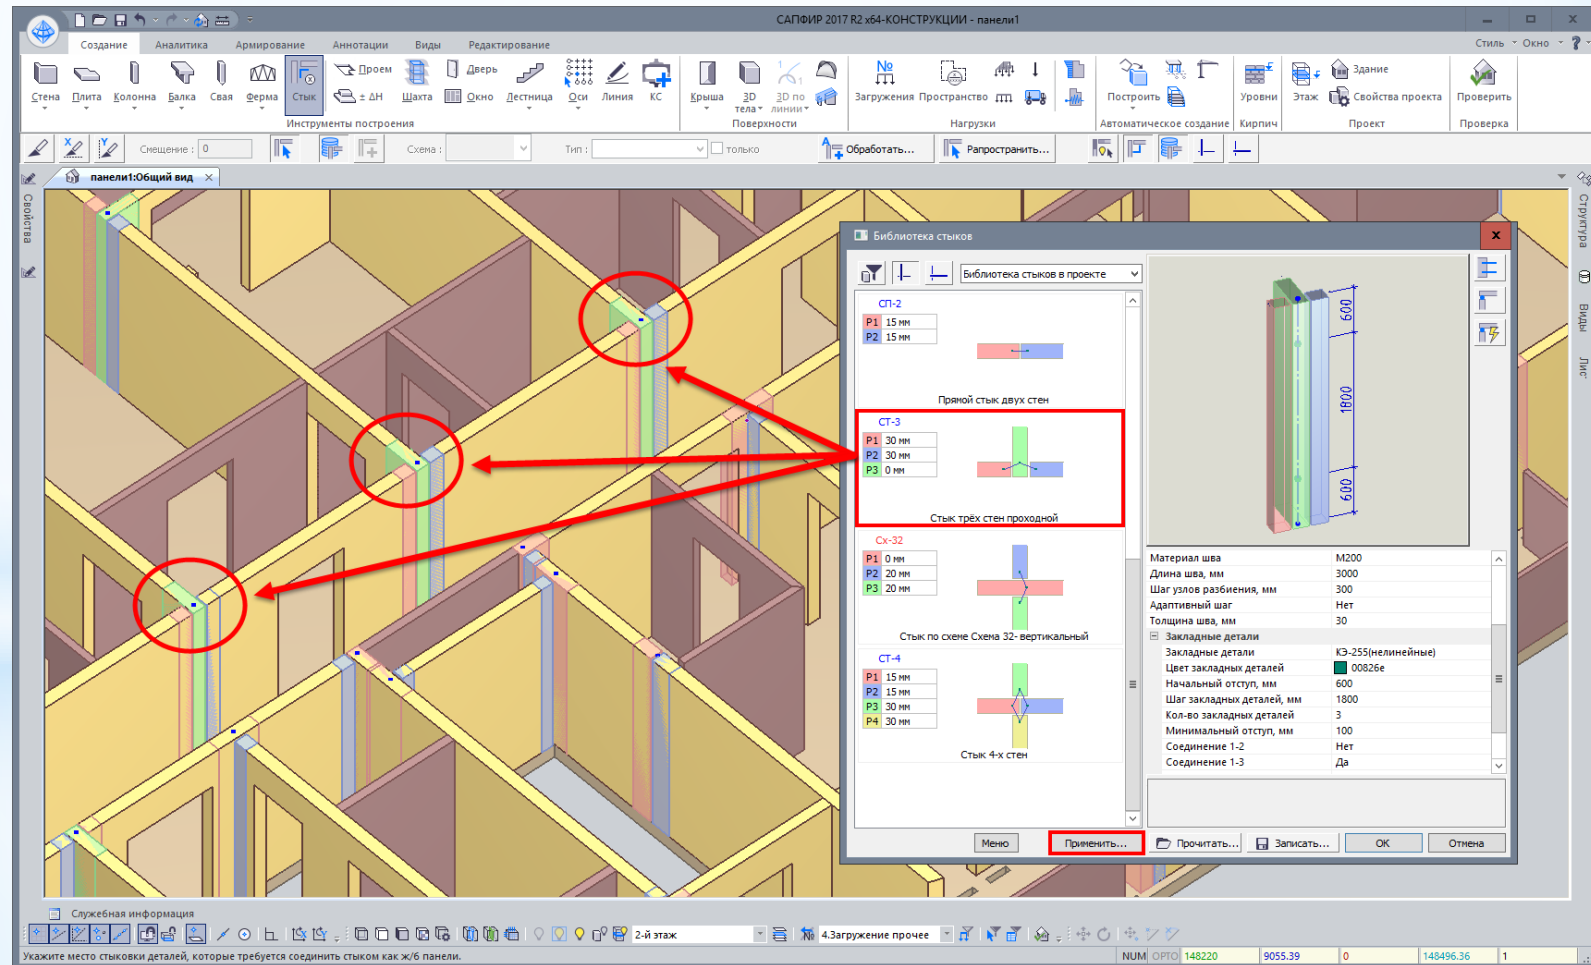 САПФИР 2017 R2 x64-КОНСТРУКЦИИ - панели1
Создание Аналитика Армирование Аннотации Виды Редактирование Стиль Окно ?
Проем Дверь № Здание
Стена Плита Колонна Балка Свая Ферма Стык ± ΔН Шахта Окно Лестница Оси Линия КС Крыша 3D тела 3D по линии Загружения Пространство Построить Уровни Этаж Свойства проекта Проверить
Инструменты построения Поверхности Нагрузки Автоматическое создание Кирпич Проект Проверка
X Y Смещение : 0 Схема : Тип : только Обработать... Рапространить...
панели1:Общий вид
Свойства
Структура
Виды
Лист
Библиотека стыков
Библиотека стыков в проекте
СП-2
P1 15 мм
P2 15 мм
Прямой стык двух стен
СТ-3
P1 30 мм
P2 30 мм
P3 0 мм
Стык трёх стен проходной
Сх-32
P1 0 мм
P2 20 мм
P3 20 мм
Стык по схеме Схема 32- вертикальный
СТ-4
P1 15 мм
P2 15 мм
P3 30 мм
P4 30 мм
Стык 4-х стен
600
1800
600
Материал шва М200
Длина шва, мм 3000
Шаг узлов разбиения, мм 300
Адаптивный шаг Нет
Толщина шва, мм 30
Закладные детали
Закладные детали КЭ-255(нелинейные)
Цвет закладных деталей 00826e
Начальный отступ, мм 600
Шаг закладных деталей, мм 1800
Кол-во закладных деталей 3
Минимальный отступ, мм 100
Соединение 1-2 Нет
Соединение 1-3 Да
Меню Применить... Прочитать... Записать... ОК Отмена
Служебная информация
2-й этаж 4.Загружение прочее
Укажите место стыковки деталей, которые требуется соединить стыком как ж/б панели. NUM ОРТО 148220 9055.39 0 148496.36 1